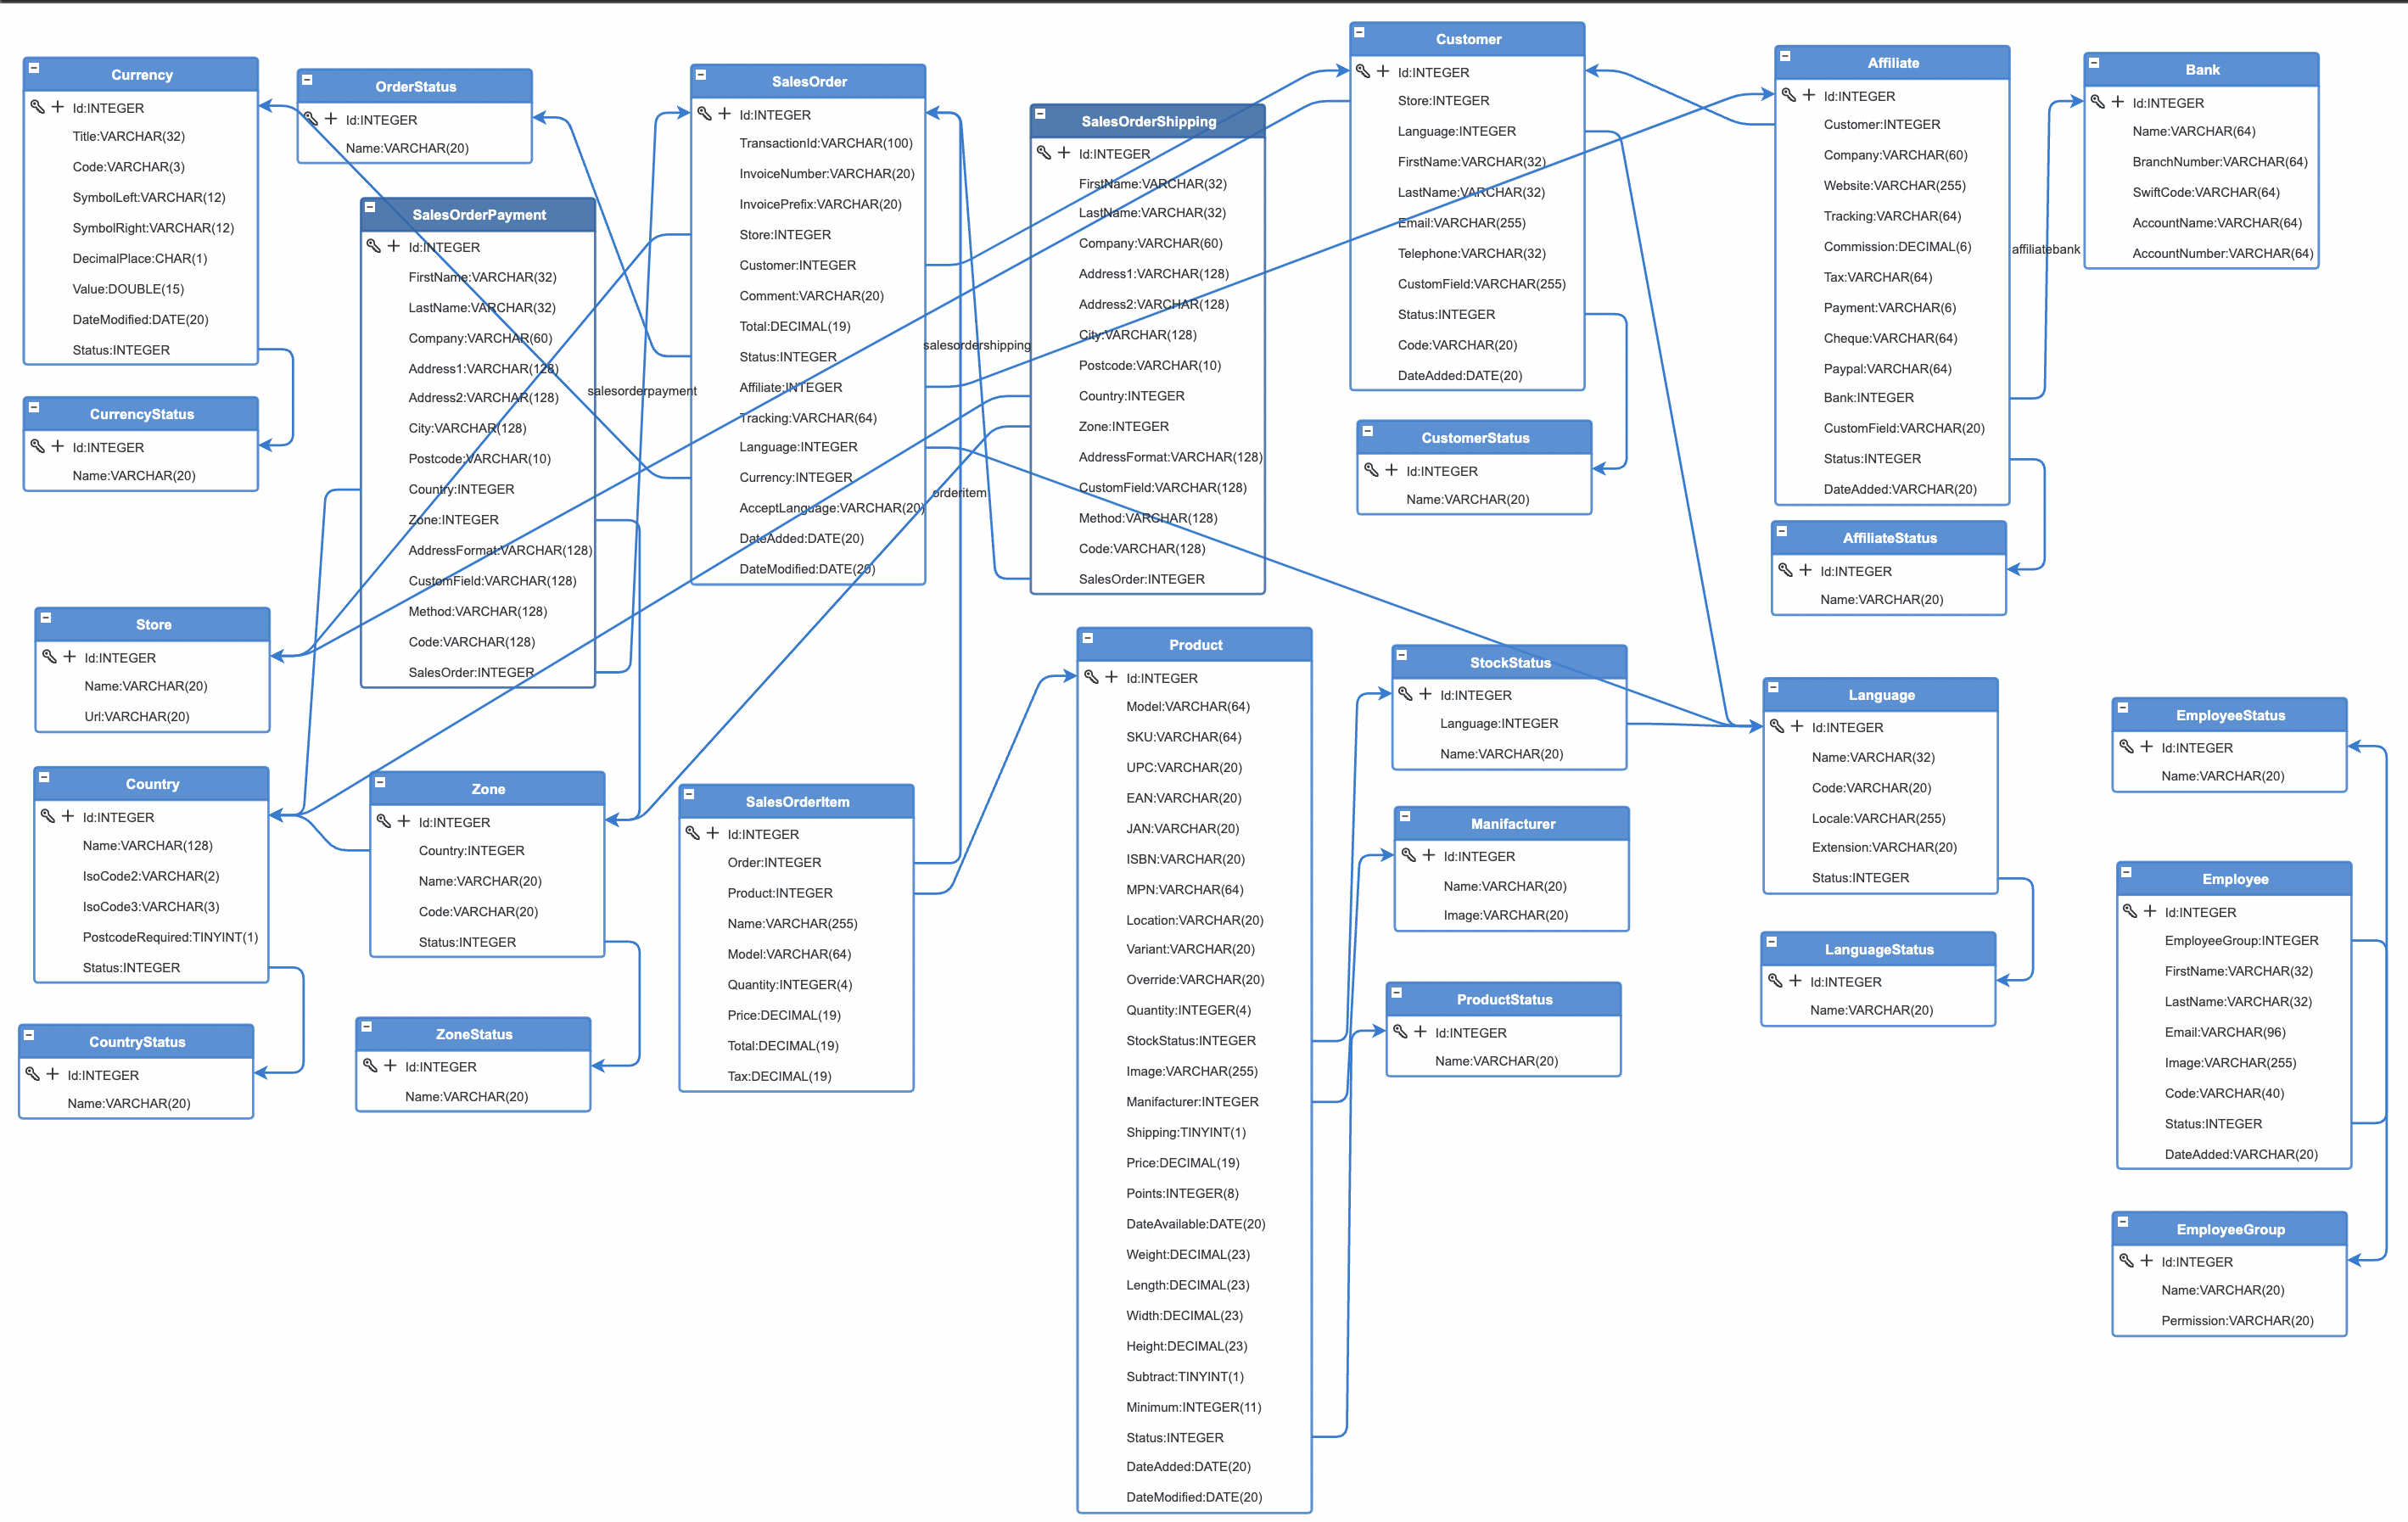 Currency
Id:INTEGER
Title:VARCHAR(32)
Code:VARCHAR(3)
SymbolLeft:VARCHAR(12)
SymbolRight:VARCHAR(12)
DecimalPlace:CHAR(1)
Value:DOUBLE(15)
DateModified:DATE(20)
Status:INTEGER
CurrencyStatus
Id:INTEGER
Name:VARCHAR(20)
OrderStatus
Id:INTEGER
Name:VARCHAR(20)
SalesOrderPayment
Id:INTEGER
FirstName:VARCHAR(32)
LastName:VARCHAR(32)
Company:VARCHAR(60)
Address1:VARCHAR(128)
Address2:VARCHAR(128)
City:VARCHAR(128)
Postcode:VARCHAR(10)
Country:INTEGER
Zone:INTEGER
AddressFormat:VARCHAR(128)
CustomField:VARCHAR(128)
Method:VARCHAR(128)
Code:VARCHAR(128)
SalesOrder:INTEGER
salesorderpayment
SalesOrder
Id:INTEGER
TransactionId:VARCHAR(100)
InvoiceNumber:VARCHAR(20)
InvoicePrefix:VARCHAR(20)
Store:INTEGER
Customer:INTEGER
Comment:VARCHAR(20)
Total:DECIMAL(19)
Status:INTEGER
Affiliate:INTEGER
Tracking:VARCHAR(64)
Language:INTEGER
Currency:INTEGER
AcceptLanguage:VARCHAR(20)
DateAdded:DATE(20)
DateModified:DATE(20)
salesordershipping
orderitem
SalesOrderShipping
Id:INTEGER
FirstName:VARCHAR(32)
LastName:VARCHAR(32)
Company:VARCHAR(60)
Address1:VARCHAR(128)
Address2:VARCHAR(128)
City:VARCHAR(128)
Postcode:VARCHAR(10)
Country:INTEGER
Zone:INTEGER
AddressFormat:VARCHAR(128)
CustomField:VARCHAR(128)
Method:VARCHAR(128)
Code:VARCHAR(128)
SalesOrder:INTEGER
Customer
Id:INTEGER
Store:INTEGER
Language:INTEGER
FirstName:VARCHAR(32)
LastName:VARCHAR(32)
Email:VARCHAR(255)
Telephone:VARCHAR(32)
CustomField:VARCHAR(255)
Status:INTEGER
Code:VARCHAR(20)
DateAdded:DATE(20)
CustomerStatus
Id:INTEGER
Name:VARCHAR(20)
Affiliate
Id:INTEGER
Customer:INTEGER
Company:VARCHAR(60)
Website:VARCHAR(255)
Tracking:VARCHAR(64)
Commission:DECIMAL(6)
Tax:VARCHAR(64)
Payment:VARCHAR(6)
Cheque:VARCHAR(64)
Paypal:VARCHAR(64)
Bank:INTEGER
CustomField:VARCHAR(20)
Status:INTEGER
DateAdded:VARCHAR(20)
affiliatebank
Bank
Id:INTEGER
Name:VARCHAR(64)
BranchNumber:VARCHAR(64)
SwiftCode:VARCHAR(64)
AccountName:VARCHAR(64)
AccountNumber:VARCHAR(64)
AffiliateStatus
Id:INTEGER
Name:VARCHAR(20)
Store
Id:INTEGER
Name:VARCHAR(20)
Url:VARCHAR(20)
Country
Id:INTEGER
Name:VARCHAR(128)
IsoCode2:VARCHAR(2)
IsoCode3:VARCHAR(3)
PostcodeRequired:TINYINT(1)
Status:INTEGER
CountryStatus
Id:INTEGER
Name:VARCHAR(20)
Zone
Id:INTEGER
Country:INTEGER
Name:VARCHAR(20)
Code:VARCHAR(20)
Status:INTEGER
ZoneStatus
Id:INTEGER
Name:VARCHAR(20)
SalesOrderItem
Id:INTEGER
Order:INTEGER
Product:INTEGER
Name:VARCHAR(255)
Model:VARCHAR(64)
Quantity:INTEGER(4)
Price:DECIMAL(19)
Total:DECIMAL(19)
Tax:DECIMAL(19)
Product
Id:INTEGER
Model:VARCHAR(64)
SKU:VARCHAR(64)
UPC:VARCHAR(20)
EAN:VARCHAR(20)
JAN:VARCHAR(20)
ISBN:VARCHAR(20)
MPN:VARCHAR(64)
Location:VARCHAR(20)
Variant:VARCHAR(20)
Override:VARCHAR(20)
Quantity:INTEGER(4)
StockStatus:INTEGER
Image:VARCHAR(255)
Manifacturer:INTEGER
Shipping:TINYINT(1)
Price:DECIMAL(19)
Points:INTEGER(8)
DateAvailable:DATE(20)
Weight:DECIMAL(23)
Length:DECIMAL(23)
Width:DECIMAL(23)
Height:DECIMAL(23)
Subtract:TINYINT(1)
Minimum:INTEGER(11)
Status:INTEGER
DateAdded:DATE(20)
DateModified:DATE(20)
StockStatus
Id:INTEGER
Language:INTEGER
Name:VARCHAR(20)
Manifacturer
Id:INTEGER
Name:VARCHAR(20)
Image:VARCHAR(20)
ProductStatus
Id:INTEGER
Name:VARCHAR(20)
Language
Id:INTEGER
Name:VARCHAR(32)
Code:VARCHAR(20)
Locale:VARCHAR(255)
Extension:VARCHAR(20)
Status:INTEGER
LanguageStatus
Id:INTEGER
Name:VARCHAR(20)
EmployeeStatus
Id:INTEGER
Name:VARCHAR(20)
Employee
Id:INTEGER
EmployeeGroup:INTEGER
FirstName:VARCHAR(32)
LastName:VARCHAR(32)
Email:VARCHAR(96)
Image:VARCHAR(255)
Code:VARCHAR(40)
Status:INTEGER
DateAdded:VARCHAR(20)
EmployeeGroup
Id:INTEGER
Name:VARCHAR(20)
Permission:VARCHAR(20)